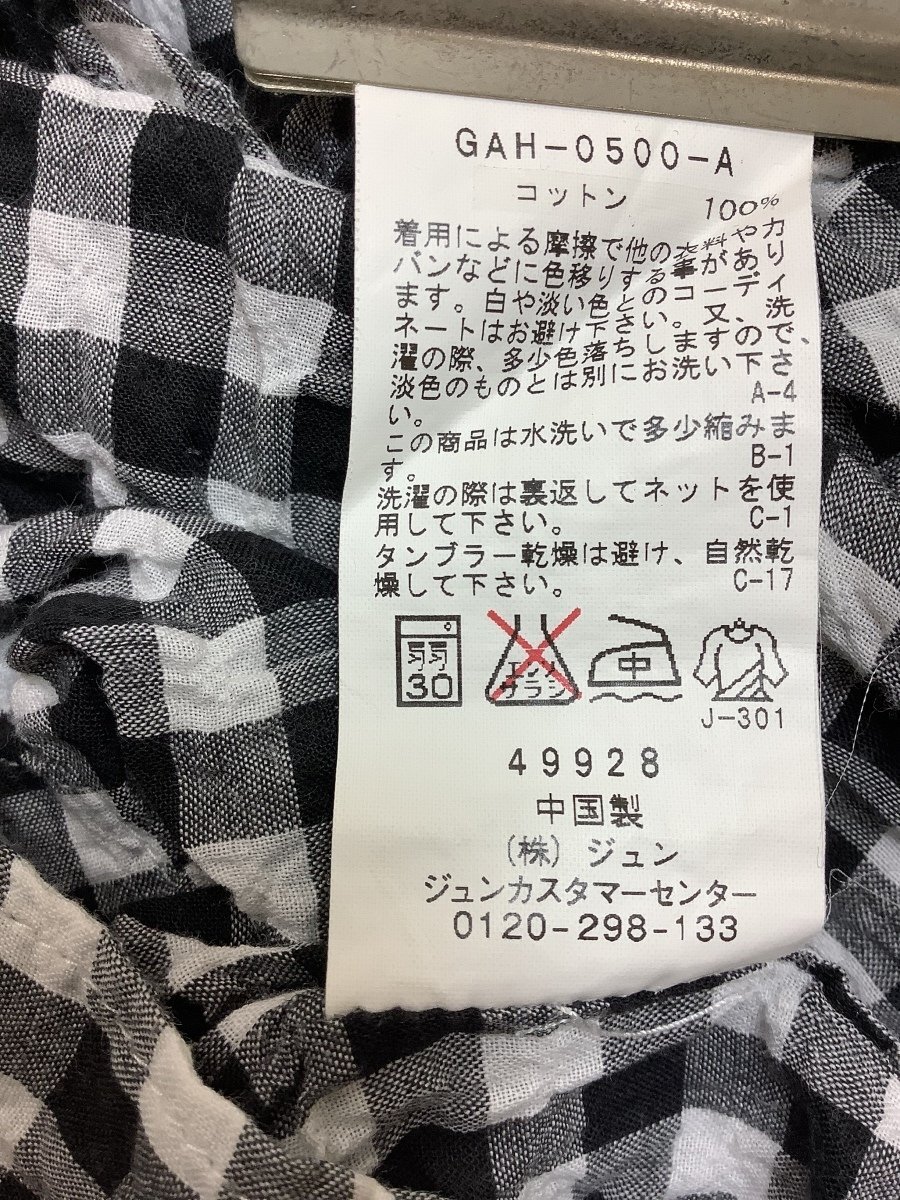 GAH-0500-A
コットン 100%
着用による摩擦で他の衣料やカ
バンなどに色移りする事があり
ます。白や淡い色とのコーディ
ネートはお避け下さい。又、洗
濯の際、多少色落ちしますので、
淡色のものとは別にお洗い下さ
い。 A-4
この商品は水洗いで多少縮みま
す。 B-1
洗濯の際は裏返してネットを使
用して下さい。 C-1
タンブラー乾燥は避け、自然乾
燥して下さい。 C-17
弱
30
エンソ
サラシ
中
J-301
49928
中国製
(株) ジュン
ジュンカスタマーセンター
0120-298-133